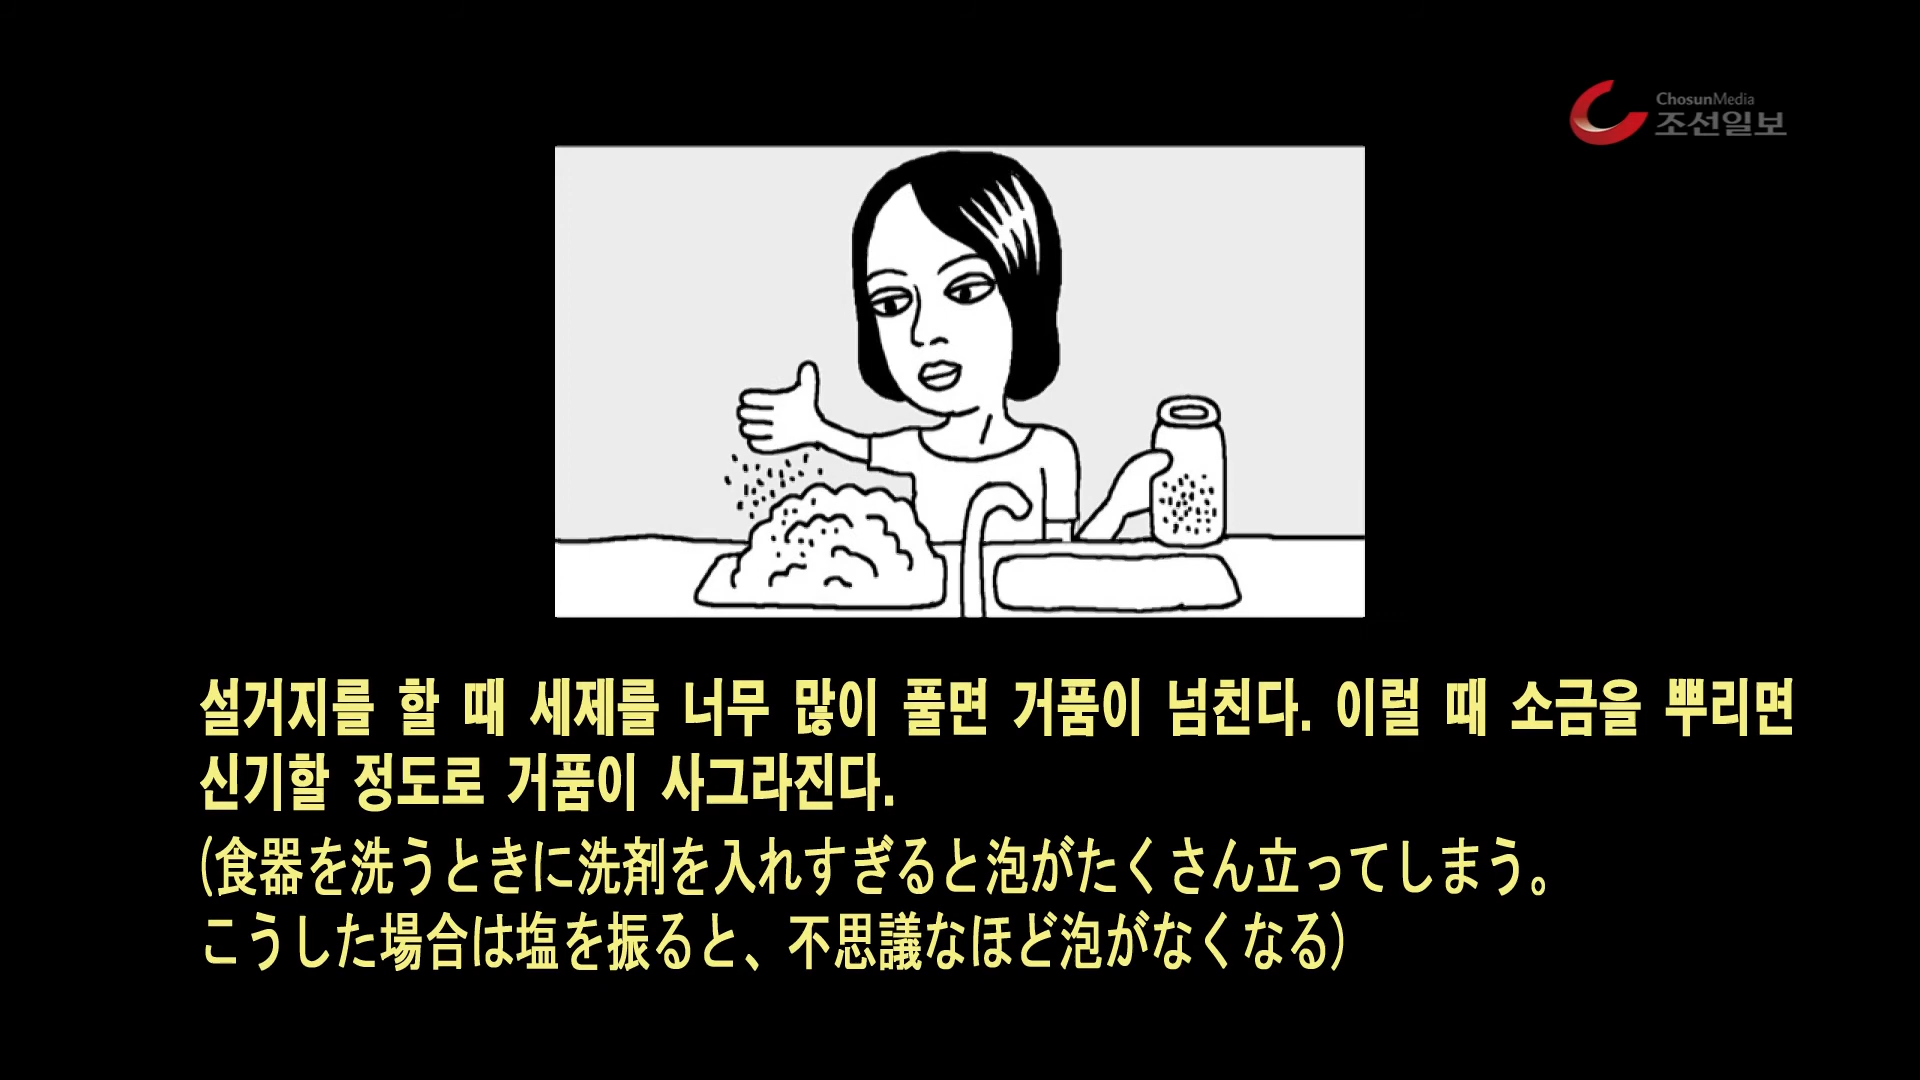 ChosunMedia
조선일보
설거지를 할 때 세제를 너무 많이 풀면 거품이 넘친다. 이럴 때 소금을 뿌리면
신기할 정도로 거품이 사그라진다.
(食器を洗うときに洗剤を入れすぎると泡がたくさん立ってしまう。
こうした場合は塩を振ると、不思議なほど泡がなくなる)